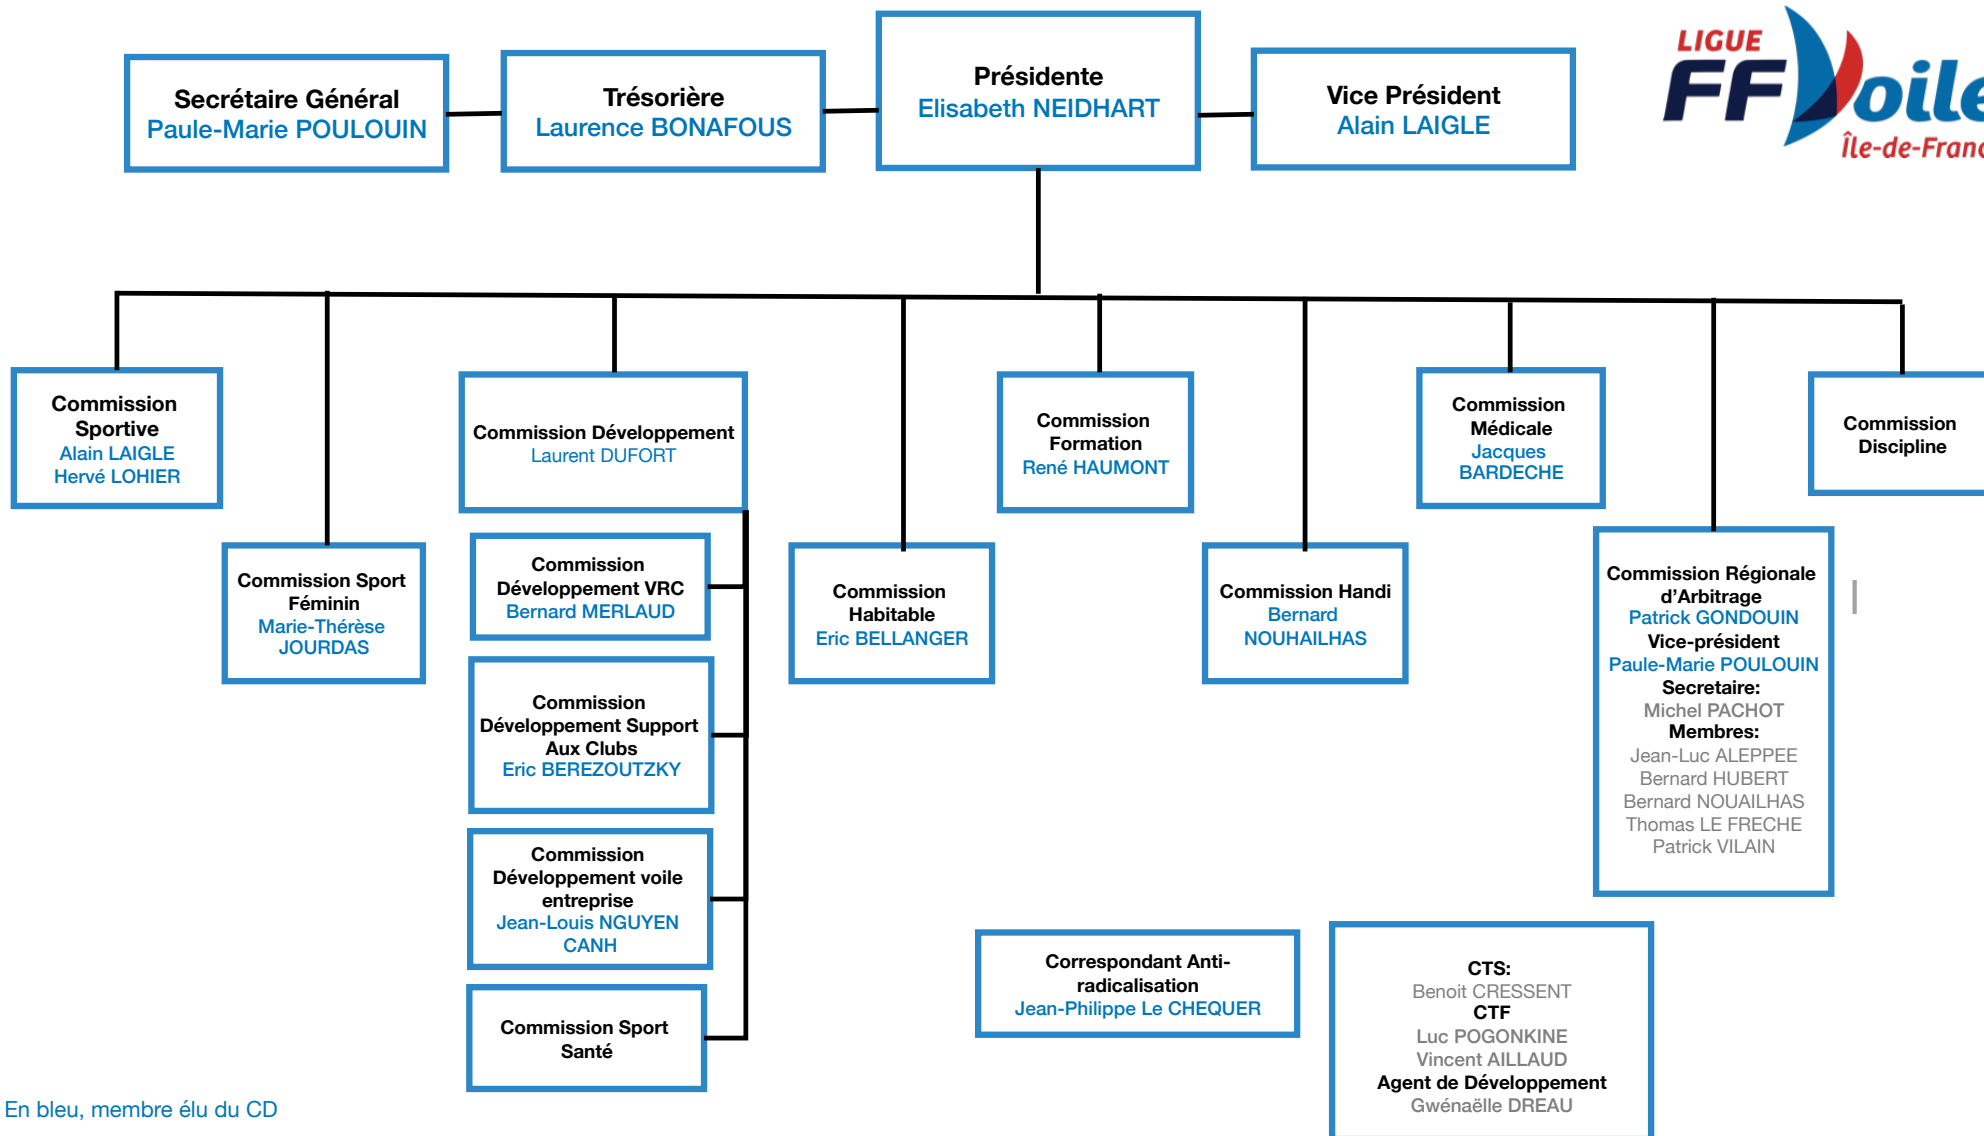 Secrétaire Général
Paule-Marie POULOUIN
Trésorière
Laurence BONAFOUS
Présidente
Elisabeth NEIDHART
Vice Président
Alain LAIGLE
LIGUE
FFVoile
Île-de-Franc
Commission
Sportive
Alain LAIGLE
Hervé LOHIER
Commission Sport
Féminin
Marie-Thérèse
JOURDAS
Commission Développement
Laurent DUFORT
Commission
Développement VRC
Bernard MERLAUD
Commission
Développement Support
Aux Clubs
Eric BEREZOUTZKY
Commission
Développement voile
entreprise
Jean-Louis NGUYEN
CANH
Commission Sport
Santé
Commission
Habitable
Eric BELLANGER
Commission
Formation
René HAUMONT
Commission Handi
Bernard
NOUHAILHAS
Commission
Médicale
Jacques
BARDECHE
Commission Régionale
d’Arbitrage
Patrick GONDOUIN
Vice-président
Paule-Marie POULOUIN
Secretaire:
Michel PACHOT
Membres:
Jean-Luc ALEPPEE
Bernard HUBERT
Bernard NOUAILHAS
Thomas LE FRECHE
Patrick VILAIN
Commission
Discipline
Correspondant Anti-
radicalisation
Jean-Philippe Le CHEQUER
CTS:
Benoit CRESSENT
CTF
Luc POGONKINE
Vincent AILLAUD
Agent de Développement
Gwénaëlle DREAU
En bleu, membre élu du CD